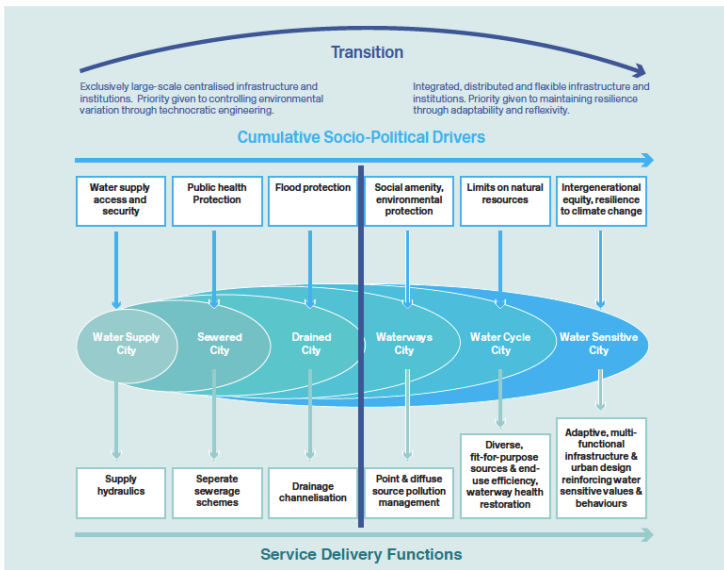 Transition
Exclusively large-scale centralised infrastructure and
institutions. Priority given to controlling environmental
variation through technocratic engineering.
Integrated, distributed and flexible infrastructure and
institutions. Priority given to maintaining resilience
through adaptability and reflexivity.
Cumulative Socio-Political Drivers
Water supply
access and
security
Public health
Protection
Flood protection
Social amenity,
environmental
protection
Limits on natural
resources
Intergenerational
equity, resilience
to climate change
Water Supply
City
Sewered
City
Drained
City
Waterways
City
Water Cycle
City
Water Sensitive
City
Supply
hydraulics
Seperate
sewerage
schemes
Drainage
channelisation
Point & diffuse
source pollution
management
Diverse,
fit-for-purpose
sources & end-
use efficiency,
waterway health
restoration
Adaptive, multi-
functional
infrastructure &
urban design
reinforcing water
sensitive values &
behaviours
Service Delivery Functions